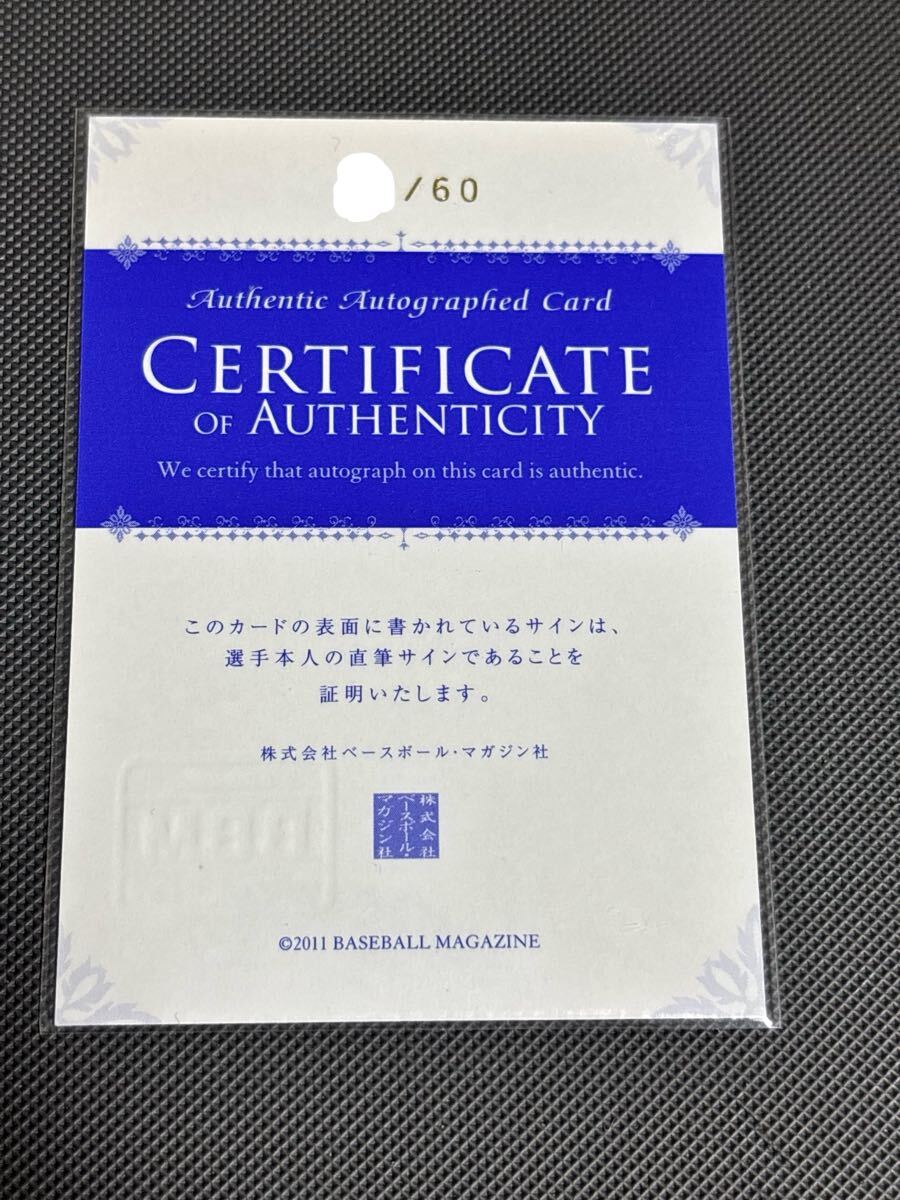 /60
Authentic Autographed Card
CERTIFICATE
OF AUTHENTICITY
We certify that autograph on this card is authentic.
このカードの表面に書かれているサインは、
選手本人の直筆サインであることを
証明いたします。
株式会社ベースボール・マガジン社
株式会社
ベースボール・
マガジン社
BBM
©2011 BASEBALL MAGAZINE